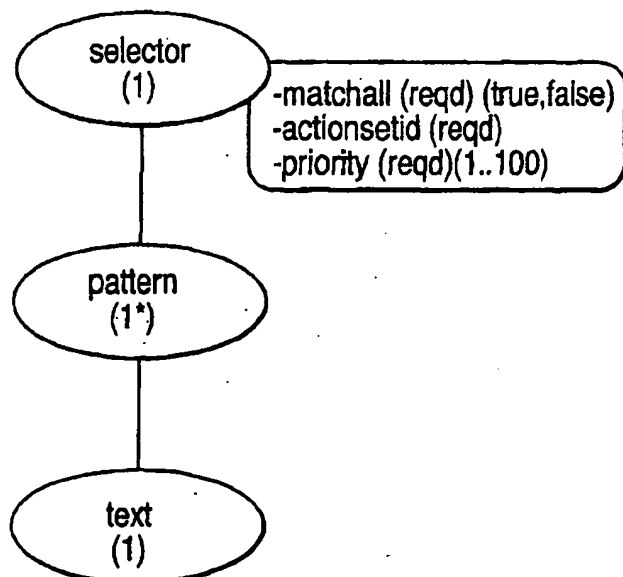 selector
(1)
-matchall (reqd) (true,false)
-actionsetid (reqd)
-priority (reqd)(1..100)
pattern
(1*)
text
(1)